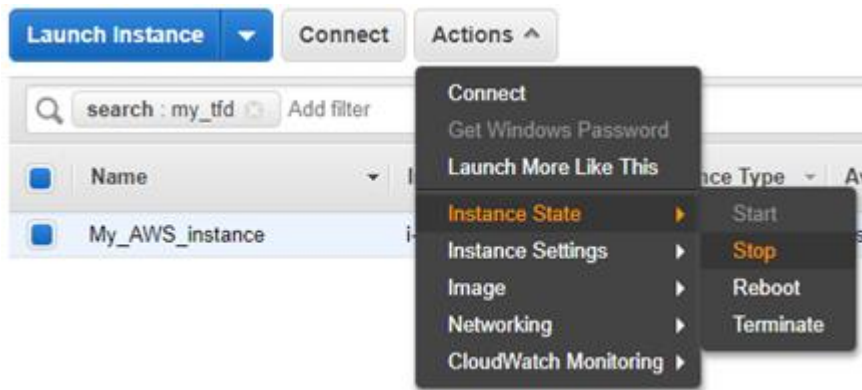 Launch Instance Connect Actions
search : my_tfd Add filter
Connect
Get Windows Password
Launch More Like This
Name
Instance State
Instance Settings
Image
Networking
CloudWatch Monitoring
Start
Stop
Reboot
Terminate
My_AWS_instance
Type